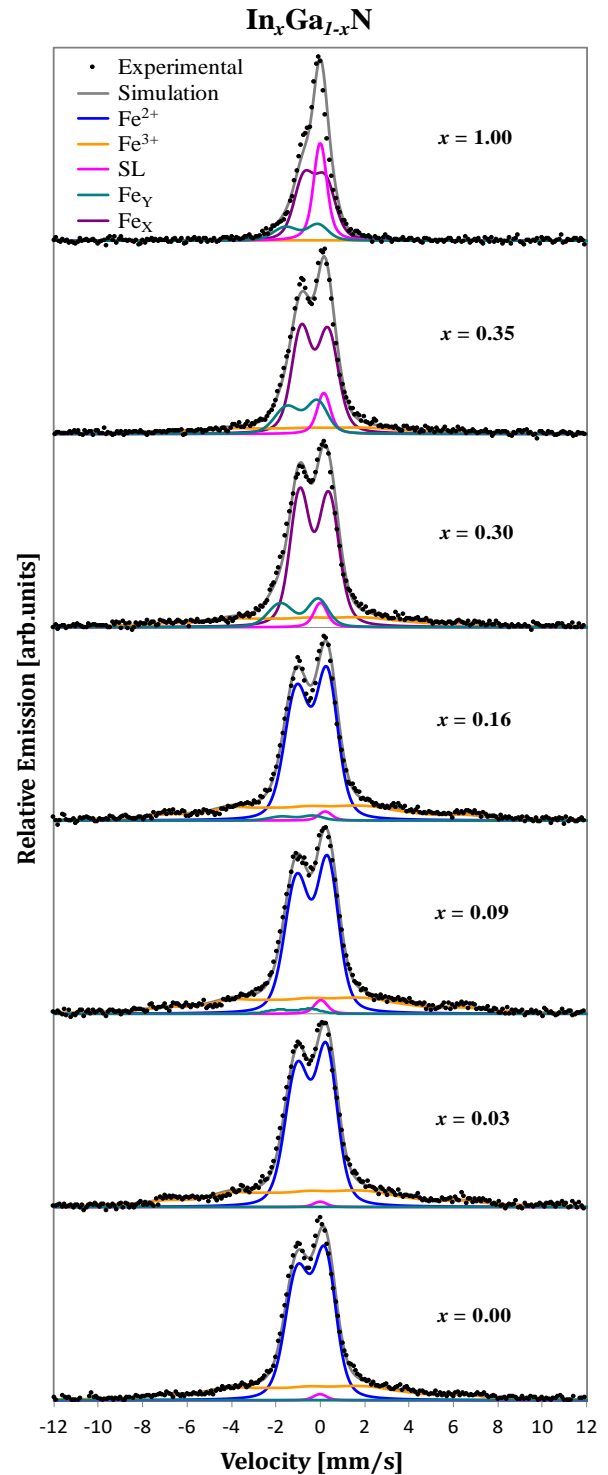 InxGa1-xN
Experimental
Simulation
Fe2+
Fe3+
SL
FeY
FeX
x = 1.00
x = 0.35
x = 0.30
x = 0.16
x = 0.09
x = 0.03
x = 0.00
Relative Emission [arb.units]
-12 -10 -8 -6 -4 -2 0 2 4 6 8 10 12
Velocity [mm/s]